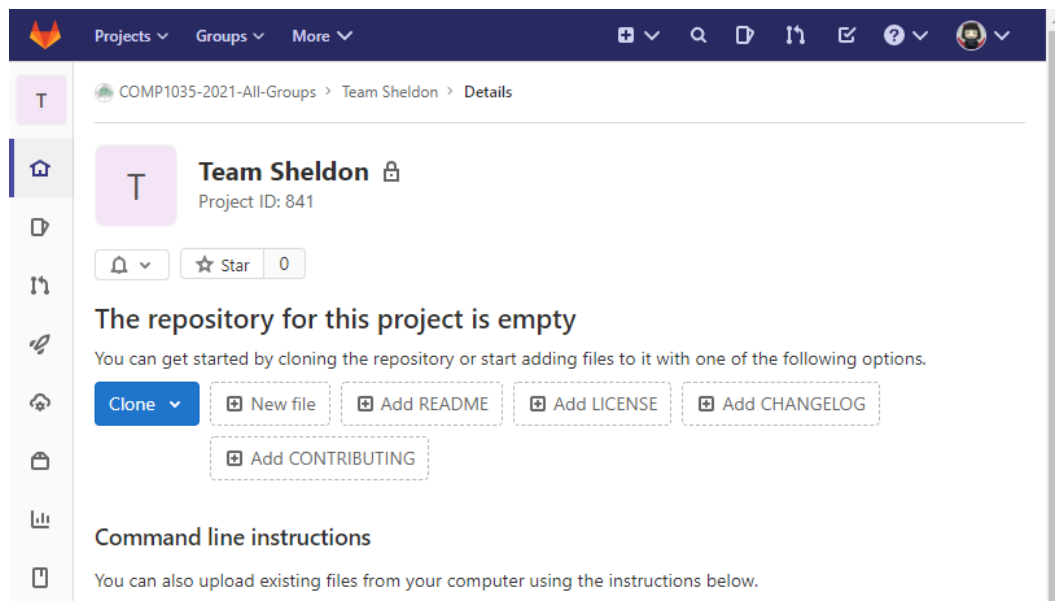 Projects Groups More
T
COMP1035-2021-All-Groups > Team Sheldon > Details
T
Team Sheldon
Project ID: 841
Star 0
The repository for this project is empty
You can get started by cloning the repository or start adding files to it with one of the following options.
Clone New file Add README Add LICENSE Add CHANGELOG
Add CONTRIBUTING
Command line instructions
You can also upload existing files from your computer using the instructions below.